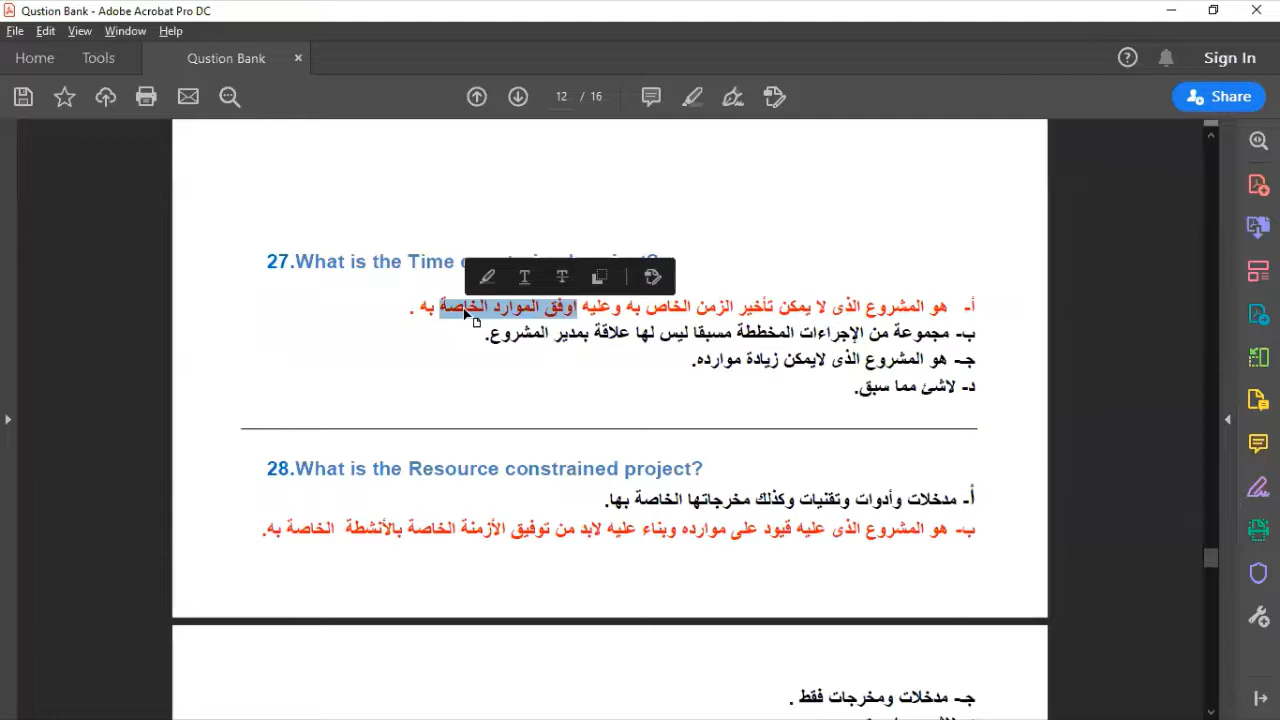 Qustion Bank - Adobe Acrobat Pro DC
File Edit View Window Help
Home Tools Qustion Bank × Sign In
12 / 16 Share
27.What is the Time
أ- هو المشروع الذى لا يمكن تأخير الزمن الخاص به وعليه اوفق الموارد الخاصة به .
ب- مجموعة من الإجراءات المخططة مسبقا ليس لها علاقة بمدير المشروع.
جـ- هو المشروع الذى لايمكن زيادة موارده.
د- لاشئ مما سبق.
28.What is the Resource constrained project?
أ- مدخلات وأدوات وتقنيات وكذلك مخرجاتها الخاصة بها.
ب- هو المشروع الذى عليه قيود على موارده وبناء عليه لابد من توفيق الأزمنة الخاصة بالأنشطة الخاصة به.
جـ- مدخلات ومخرجات فقط .